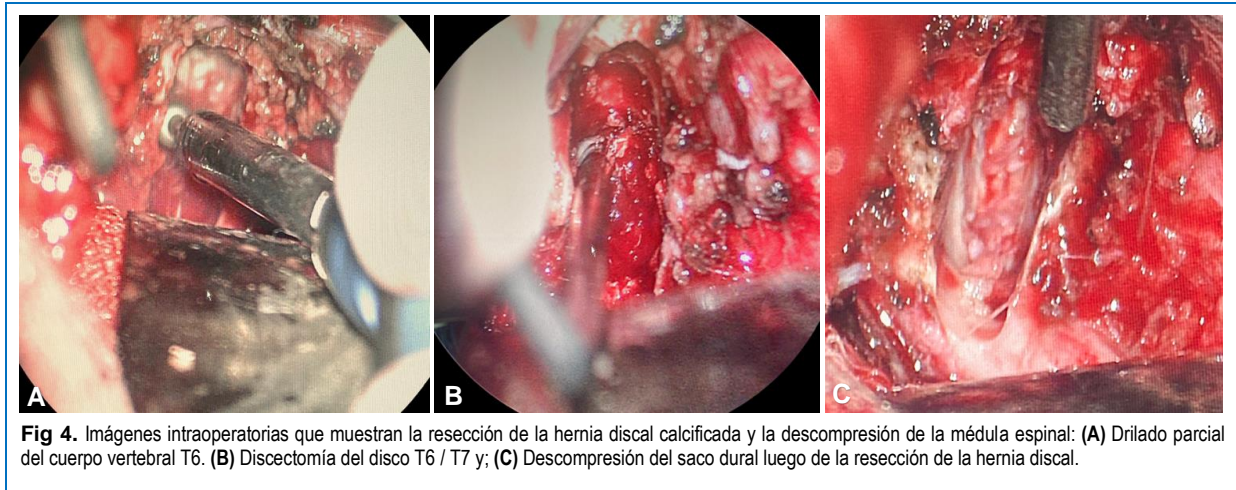 A
B
C
Fig 4. Imágenes intraoperatorias que muestran la resección de la hernia discal calcificada y la descompresión de la médula espinal: (A) Drilado parcial
del cuerpo vertebral T6. (B) Discectomía del disco T6 / T7 y; (C) Descompresión del saco dural luego de la resección de la hernia discal.